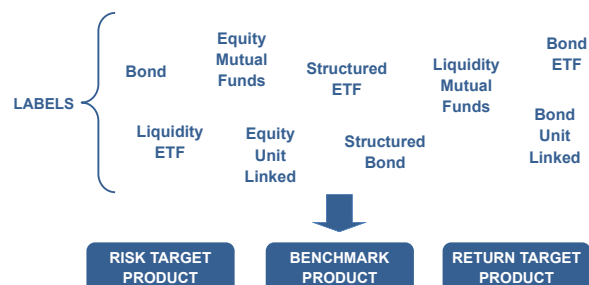 LABELS
Bond
Equity
Mutual
Funds
Structured
ETF
Liquidity
Mutual
Funds
Bond
ETF
Liquidity
ETF
Equity
Unit
Linked
Structured
Bond
Bond
Unit
Linked
RISK TARGET
PRODUCT
BENCHMARK
PRODUCT
RETURN TARGET
PRODUCT